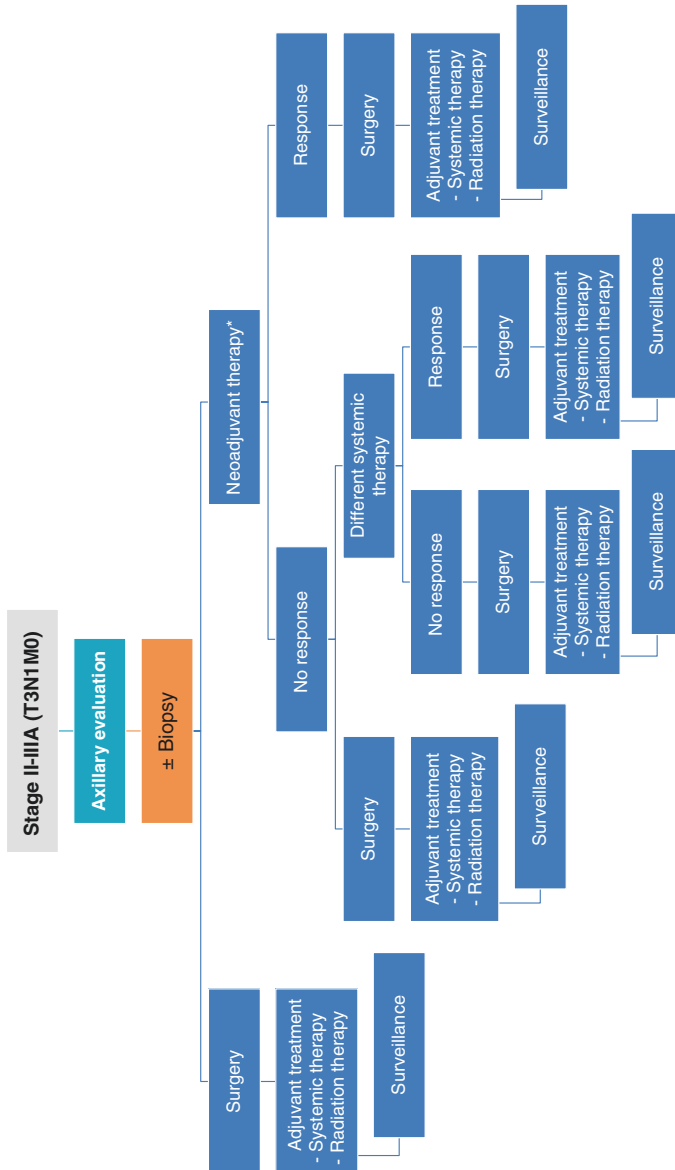 Stage II-IIIA (T3N1M0)
Axillary evaluation
± Biopsy
Surgery
Adjuvant treatment
- Systemic therapy
- Radiation therapy
Surveillance
Neoadjuvant therapy*
No response
Surgery
Adjuvant treatment
- Systemic therapy
- Radiation therapy
Surveillance
Different systemic
therapy
No response
Surgery
Adjuvant treatment
- Systemic therapy
- Radiation therapy
Surveillance
Response
Surgery
Adjuvant treatment
- Systemic therapy
- Radiation therapy
Surveillance
Response
Surgery
Adjuvant treatment
- Systemic therapy
- Radiation therapy
Surveillance